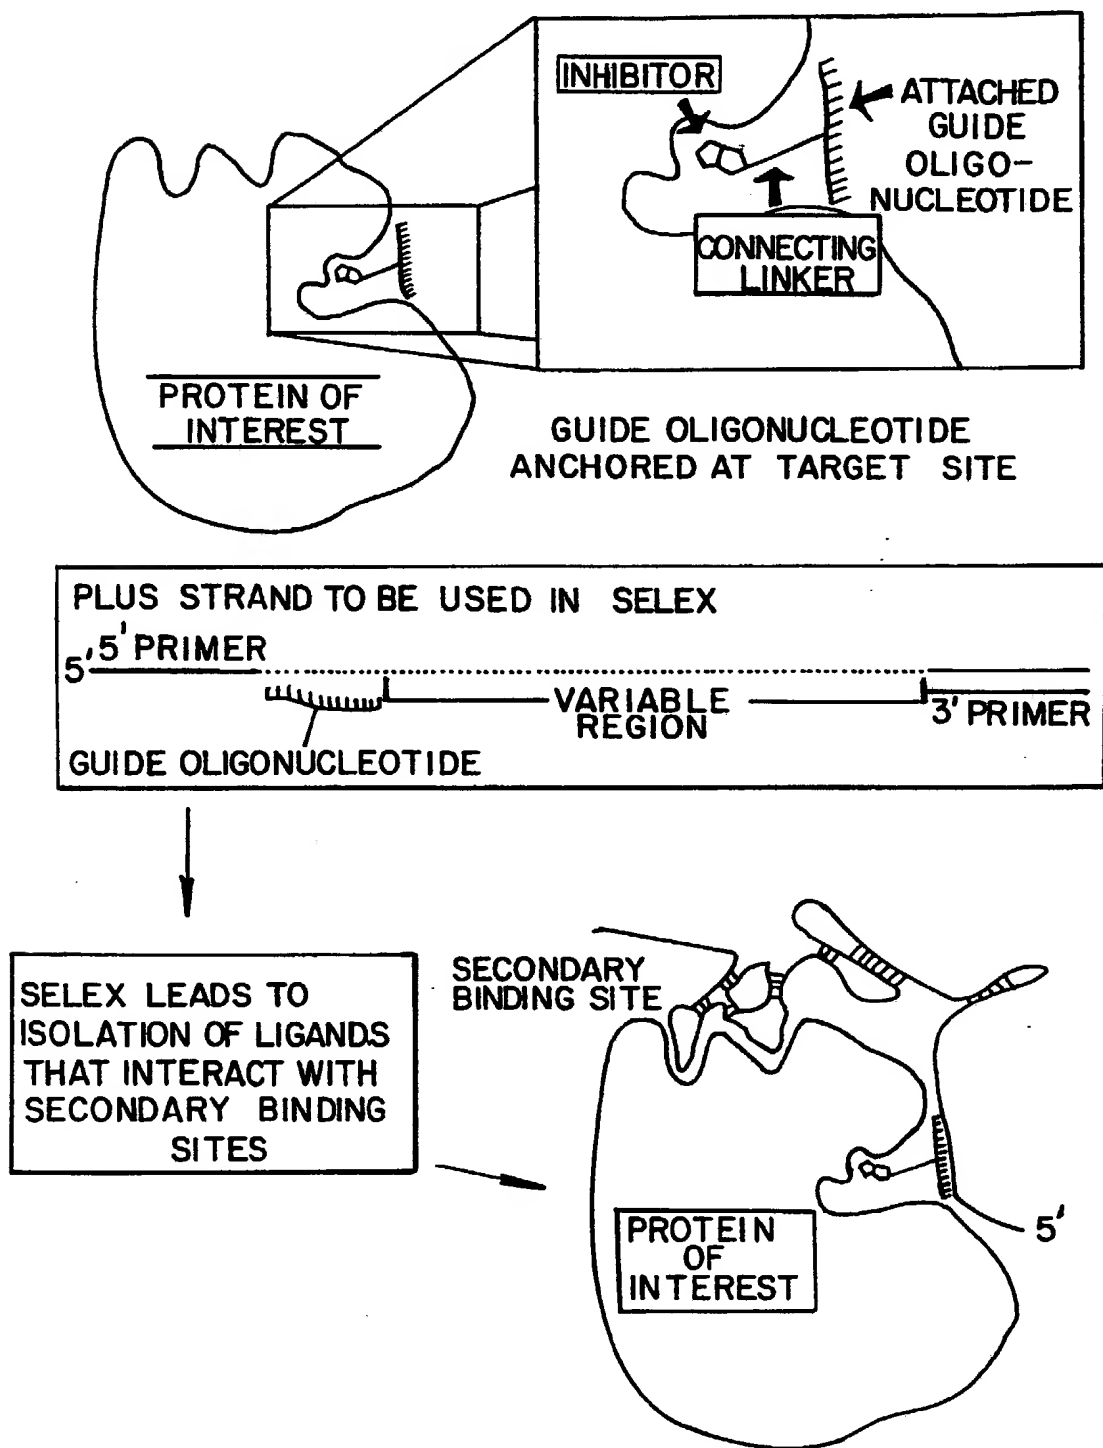 INHIBITOR
ATTACHED
GUIDE
OLIGO-
NUCLEOTIDE
CONNECTING
LINKER
PROTEIN OF
INTEREST
GUIDE OLIGONUCLEOTIDE
ANCHORED AT TARGET SITE
PLUS STRAND TO BE USED IN SELEX
5' 5' PRIMER
VARIABLE
REGION
3' PRIMER
GUIDE OLIGONUCLEOTIDE
SELEX LEADS TO
ISOLATION OF LIGANDS
THAT INTERACT WITH
SECONDARY BINDING
SITES
SECONDARY
BINDING SITE
5'
PROTEIN
OF
INTEREST